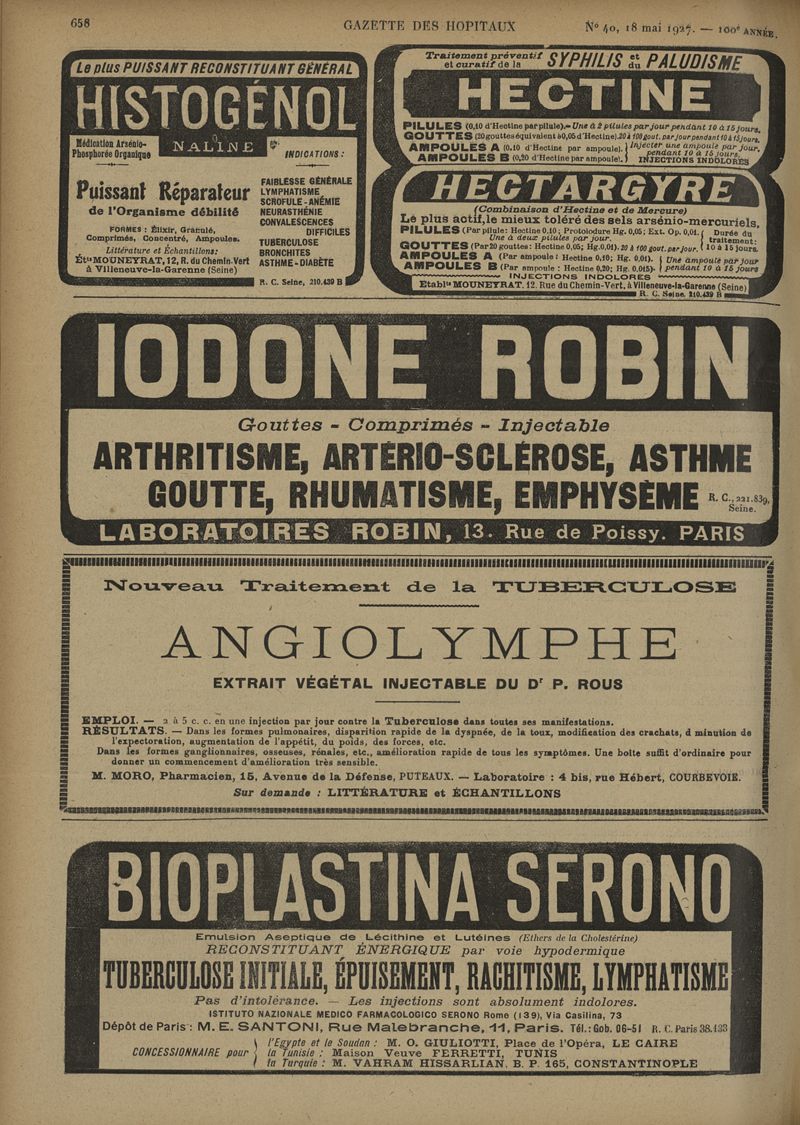 658
GAZETTE DES HOPITAUX
N° 40, 18 mai 1927. — 100e ANNÉE.
Le plus PUISSANT RECONSTITUANT GÉNÉRAL
HISTOGÉNOL
Médication Arsénio-
Phosphorée Organique
NALINE
INDICATIONS :
Puissant Réparateur
de l'Organisme débilité
FORMES : Élixir, Granulé,
Comprimés, Concentré, Ampoules.
Littérature et Échantillons:
Éts MOUNEYRAT, 12, R. du Chemin-Vert
à Villeneuve-la-Garenne (Seine)
FAIBLESSE GÉNÉRALE
LYMPHATISME
SCROFULE - ANÉMIE
NEURASTHÉNIE
CONVALESCENCES
DIFFICILES
TUBERCULOSE
BRONCHITES
ASTHME - DIABÈTE
R. C. Seine, 210.439 B
Traitement préventif
et curatif de la SYPHILIS et du PALUDISME
HECTINE
PILULES (0,10 d'Hectine par pilule).- Une à 2 pilules par jour pendant 10 à 15 jours.
GOUTTES (20 gouttes équivalent à 0,05 d'Hectine). 20 à 100 gout. par jour pendant 10 à 15 jours.
AMPOULES A (0.10 d'Hectine par ampoule).
AMPOULES B (0,20 d'Hectine par ampoule).
Injecter une ampoule par jour,
pendant 10 à 15 jours.
INJECTIONS INDOLORES
HECTARGYRE
(Combinaison d'Hectine et de Mercure)
Le plus actif, le mieux toléré des sels arsénio-mercuriels.
PILULES (Par pilule: Hectine 0,10; Protoiodure Hg. 0,05; Ext. Op. 0,01.
Une à deux pilules par jour.
GOUTTES (Par 20 gouttes: Hectine 0,05; Hg. 0,01). 20 à 100 gout. par jour.
Durée du
traitement:
10 à 15 jours.
AMPOULES A (Par ampoule: Hectine 0,10; Hg. 0,01).
AMPOULES B (Par ampoule : Hectine 0,20; Hg. 0,015).
Une ampoule par jour
pendant 10 à 15 jours
INJECTIONS INDOLORES
Établts MOUNEYRAT. 12. Rue du Chemin-Vert, à Villeneuve-la-Garenne (Seine)
R. C. Seine. 210.439 B
IODONE ROBIN
Gouttes - Comprimés - Injectable
ARTHRITISME, ARTÉRIO-SCLÉROSE, ASTHME
GOUTTE, RHUMATISME, EMPHYSÈME
R. C., 221.839,
Seine.
LABORATOIRES ROBIN, 13. Rue de Poissy. PARIS
Nouveau Traitement de la TUBERCULOSE
ANGIOLYMPHE
EXTRAIT VÉGÉTAL INJECTABLE DU Dr P. ROUS
EMPLOI. — 2 à 5 c. c. en une injection par jour contre la Tuberculose dans toutes ses manifestations.
RÉSULTATS. — Dans les formes pulmonaires, disparition rapide de la dyspnée, de la toux, modification des crachats, d minution de
l'expectoration, augmentation de l'appétit, du poids, des forces, etc.
Dans les formes ganglionnaires, osseuses, rénales, etc., amélioration rapide de tous les symptômes. Une boîte suffit d'ordinaire pour
donner un commencement d'amélioration très sensible.
M. MORO, Pharmacien, 15, Avenue de la Défense, PUTEAUX. — Laboratoire : 4 bis, rue Hébert, COURBEVOIE.
Sur demande : LITTÉRATURE et ÉCHANTILLONS
BIOPLASTINA SERONO
Emulsion Aseptique de Lécithine et Lutéines (Ethers de la Cholestérine)
RECONSTITUANT ÉNERGIQUE par voie hypodermique
TUBERCULOSE INITIALE, ÉPUISEMENT, RACHITISME, LYMPHATISME
Pas d'intolérance. — Les injections sont absolument indolores.
ISTITUTO NAZIONALE MEDICO FARMACOLOGICO SERONO Rome (139), Via Casilina, 73
Dépôt de Paris : M. E. SANTONI, Rue Malebranche, 11, Paris. Tél.: Gob. 06-51 R. C. Paris 38.133
CONCESSIONNAIRE pour
l'Egypte et le Soudan : M. O. GIULIOTTI, Place de l'Opéra, LE CAIRE
la Tunisie : Maison Veuve FERRETTI, TUNIS
la Turquie : M. VAHRAM HISSARLIAN, B. P. 165, CONSTANTINOPLE